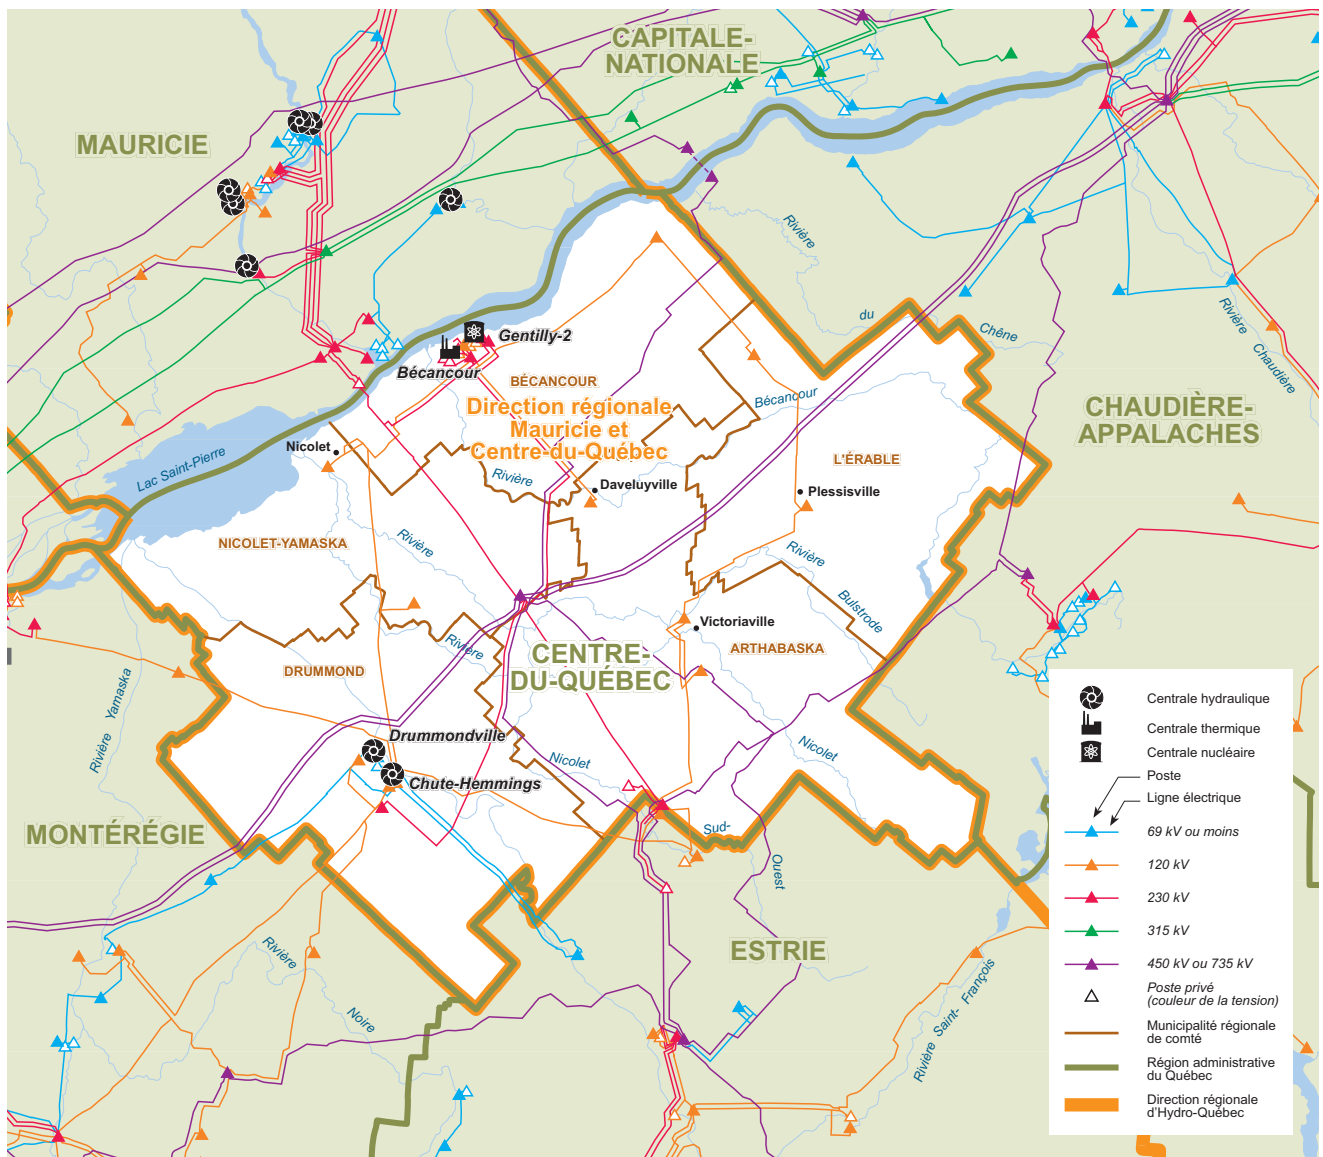 CAPITALE-
NATIONALE
MAURICIE
Rivière
du
Chêne
Rivière Chaudière
Gentilly-2
Bécancour
BÉCANCOUR
Direction régionale
Mauricie et
Centre-du-Québec
Bécancour
CHAUDIÈRE-
APPALACHES
Nicolet
Lac Saint-Pierre
Rivière
Daveluyville
L'ÉRABLE
Plessisville
NICOLET-YAMASKA
Rivière
Rivière
Bulstrode
Victoriaville
ARTHABASKA
Rivière
CENTRE-
DU-QUÉBEC
DRUMMOND
Rivière Yamaska
Drummondville
Chute-Hemmings
Nicolet
Nicolet
Sud-
Ouest
MONTÉRÉGIE
ESTRIE
Rivière
Noire
Rivière Saint- François
Centrale hydraulique
Centrale thermique
Centrale nucléaire
Poste
Ligne électrique
69 kV ou moins
120 kV
230 kV
315 kV
450 kV ou 735 kV
Poste privé
(couleur de la tension)
Municipalité régionale
de comté
Région administrative
du Québec
Direction régionale
d'Hydro-Québec